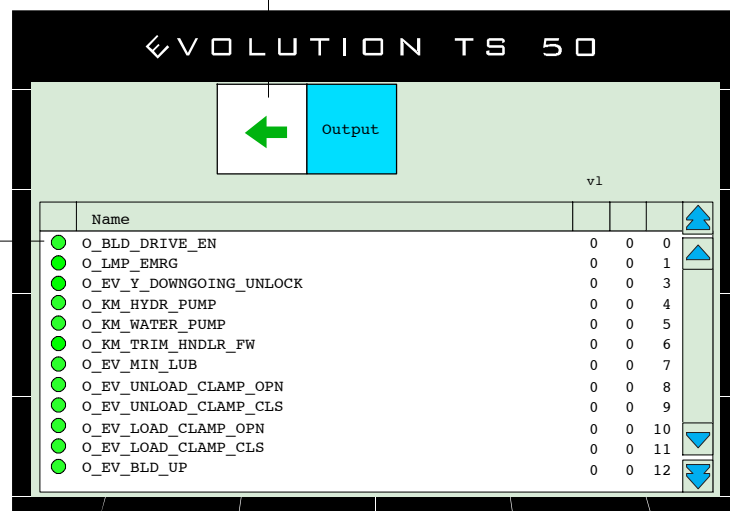 EVOLUTION TS 50
Output
vl
Name
O_BLD_DRIVE_EN 0 0 0
O_LMP_EMRG 0 0 1
O_EV_Y_DOWNGOING_UNLOCK 0 0 3
O_KM_HYDR_PUMP 0 0 4
O_KM_WATER_PUMP 0 0 5
O_KM_TRIM_HNDLR_FW 0 0 6
O_EV_MIN_LUB 0 0 7
O_EV_UNLOAD_CLAMP_OPN 0 0 8
O_EV_UNLOAD_CLAMP_CLS 0 0 9
O_EV_LOAD_CLAMP_OPN 0 0 10
O_EV_LOAD_CLAMP_CLS 0 0 11
O_EV_BLD_UP 0 0 12